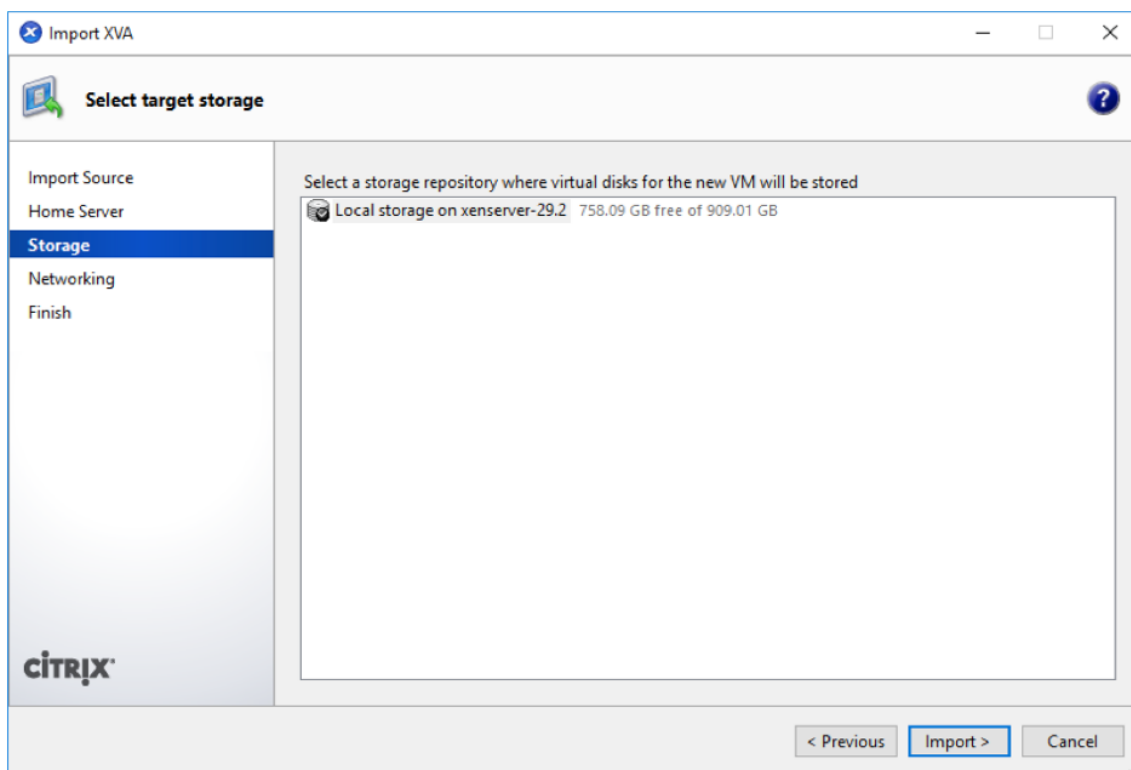 Import XVA
Select target storage
?
Import Source
Home Server
Storage
Networking
Finish
Select a storage repository where virtual disks for the new VM will be stored
Local storage on xenserver-29.2 758.09 GB free of 909.01 GB
CİTRIX
< Previous
Import >
Cancel